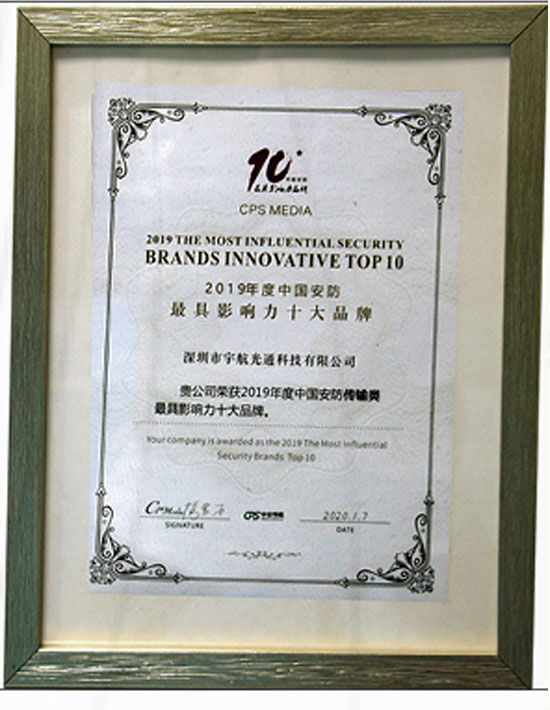 10
CPS MEDIA
2019 THE MOST INFLUENTIAL SECURITY
BRANDS INNOVATIVE TOP 10
2019年度中国安防
最具影响力十大品牌
深圳市宇航光通科技有限公司
贵公司荣获2019年度中国安防传输类
最具影响力十大品牌。
Your company is awarded as the 2019 The Most Influential
Security Brands Top 10
CPS
2020.1.7
SIGNATURE
DATE